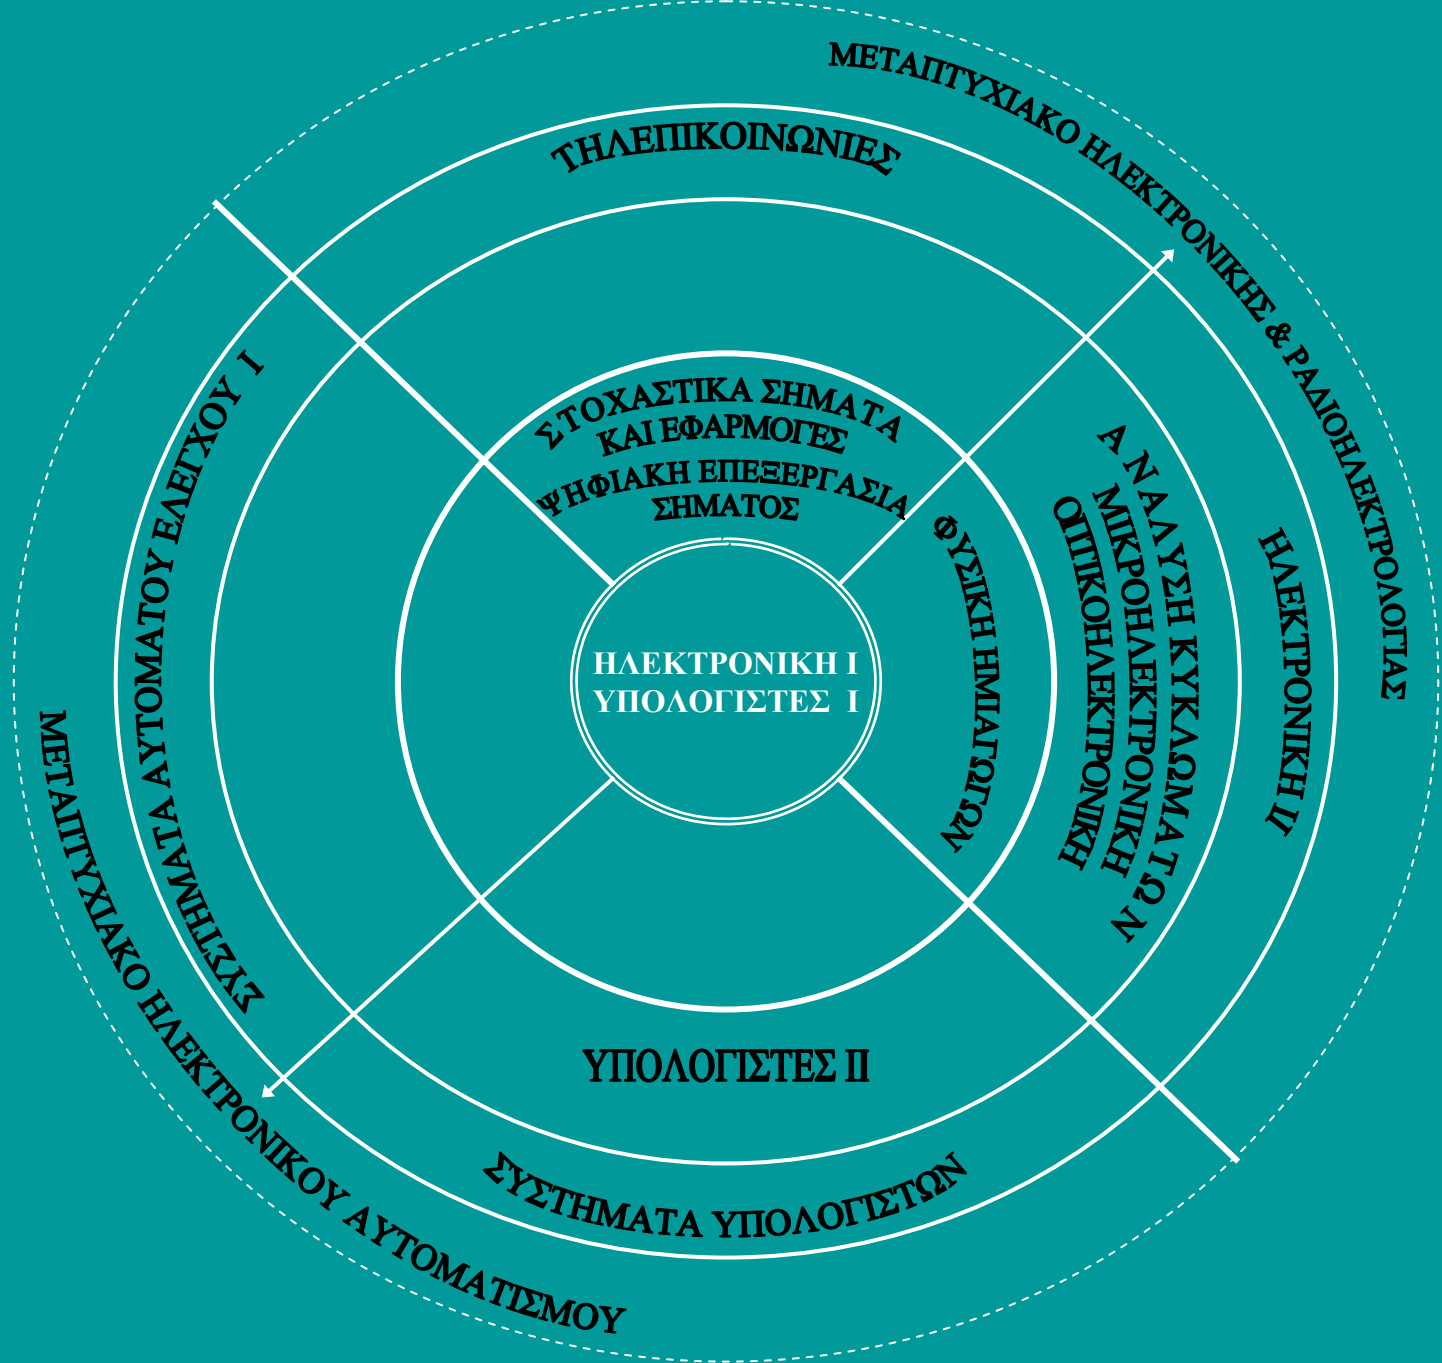 ΜΕΤΑΠΤΥΧΙΑΚΟ ΗΛΕΚΤΡΟΝΙΚΗΣ & ΡΑΔΙΟΗΛΕΚΤΡΟΛΟΓΙΑΣ
ΤΗΛΕΠΙΚΟΙΝΩΝΙΕΣ
ΣΤΟΧΑΣΤΙΚΑ ΣΗΜΑΤΑ
ΚΑΙ ΕΦΑΡΜΟΓΕΣ
ΨΗΦΙΑΚΗ ΕΠΕΞΕΡΓΑΣΙΑ
ΣΗΜΑΤΟΣ
ΦΥΣΙΚΗ ΗΜΙΑΓΩΓΩΝ
ΑΝΑΛΥΣΗ ΚΥΚΛΩΜΑΤΩΝ
ΜΙΚΡΟΗΛΕΚΤΡΟΝΙΚΗ
ΟΠΤΙΚΟΗΛΕΚΤΡΟΝΙΚΗ
ΗΛΕΚΤΡΟΝΙΚΗ IV
ΗΛΕΚΤΡΟΝΙΚΗ Ι
ΥΠΟΛΟΓΙΣΤΕΣ Ι
ΣΥΣΤΗΜΑΤΑ ΑΥΤΟΜΑΤΟΥ ΕΛΕΓΧΟΥ Ι
ΥΠΟΛΟΓΙΣΤΕΣ ΙΙ
ΣΥΣΤΗΜΑΤΑ ΥΠΟΛΟΓΙΣΤΩΝ
ΜΕΤΑΠΤΥΧΙΑΚΟ ΗΛΕΚΤΡΟΝΙΚΟΥ ΑΥΤΟΜΑΤΙΣΜΟΥ